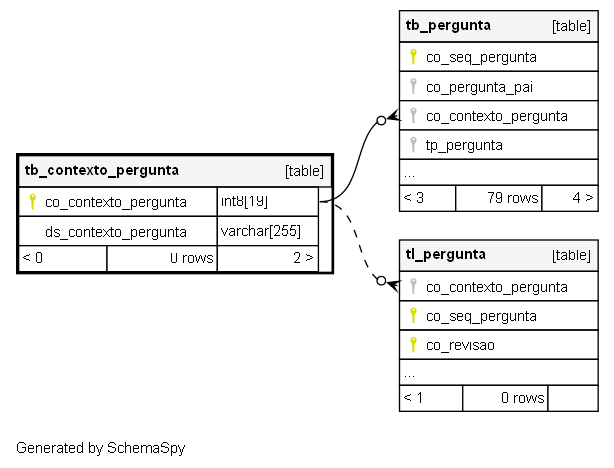 tb_pergunta [table]
co_seq_pergunta
co_pergunta_pai
co_contexto_pergunta
tp_pergunta
...
< 3 79 rows 4 >
tb_contexto_pergunta [table]
co_contexto_pergunta int8[19]
ds_contexto_pergunta varchar[255]
< 0 0 rows 2 >
tl_pergunta [table]
co_contexto_pergunta
co_seq_pergunta
co_revisao
...
< 1 0 rows
Generated by SchemaSpy